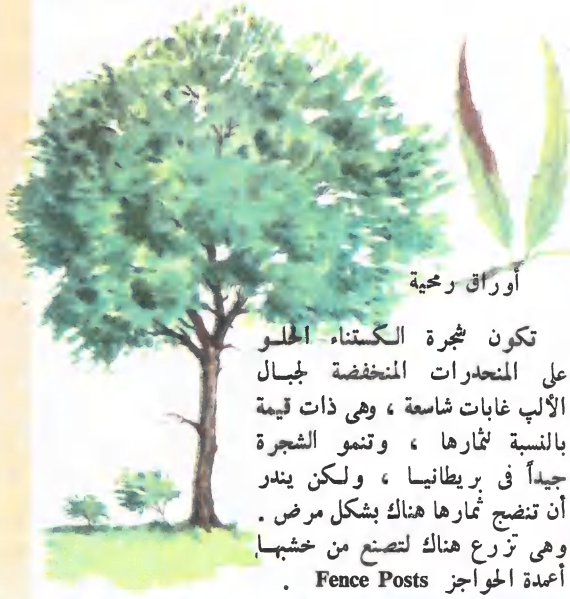 أوراق رمحية
تكون شجرة الكستناء الحلو
على المنحدرات المنخفضة لجبال
الألب غابات شاسعة ، وهى ذات قيمة
بالنسبة لثمارها ، وتنمو الشجرة
جيداً فى بريطانيا ، ولكن يندر
أن تنضج ثمارها هناك بشكل مرض .
وهى تزرع هناك لتصنع من خشبها
أعمدة الحواجز Fence Posts .